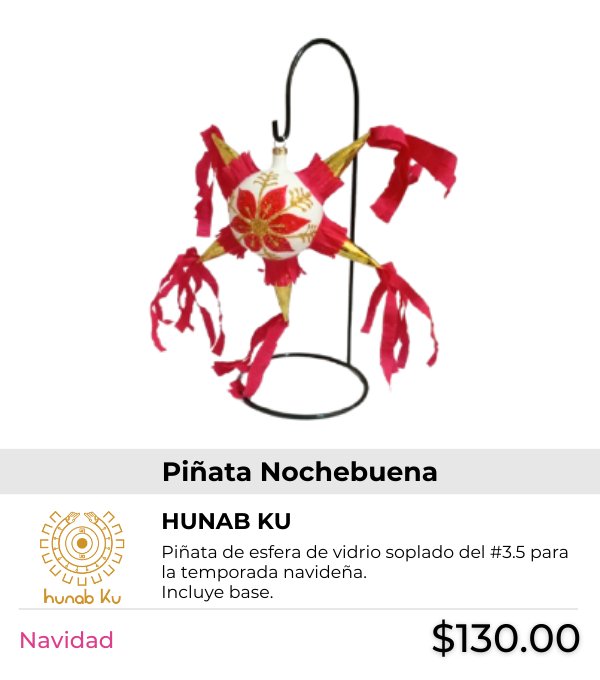 Piñata Nochebuena
HUNAB KU
Piñata de esfera de vidrio soplado del #3.5 para
la temporada navideña.
Incluye base.
hunab Ku
Navidad
$130.00